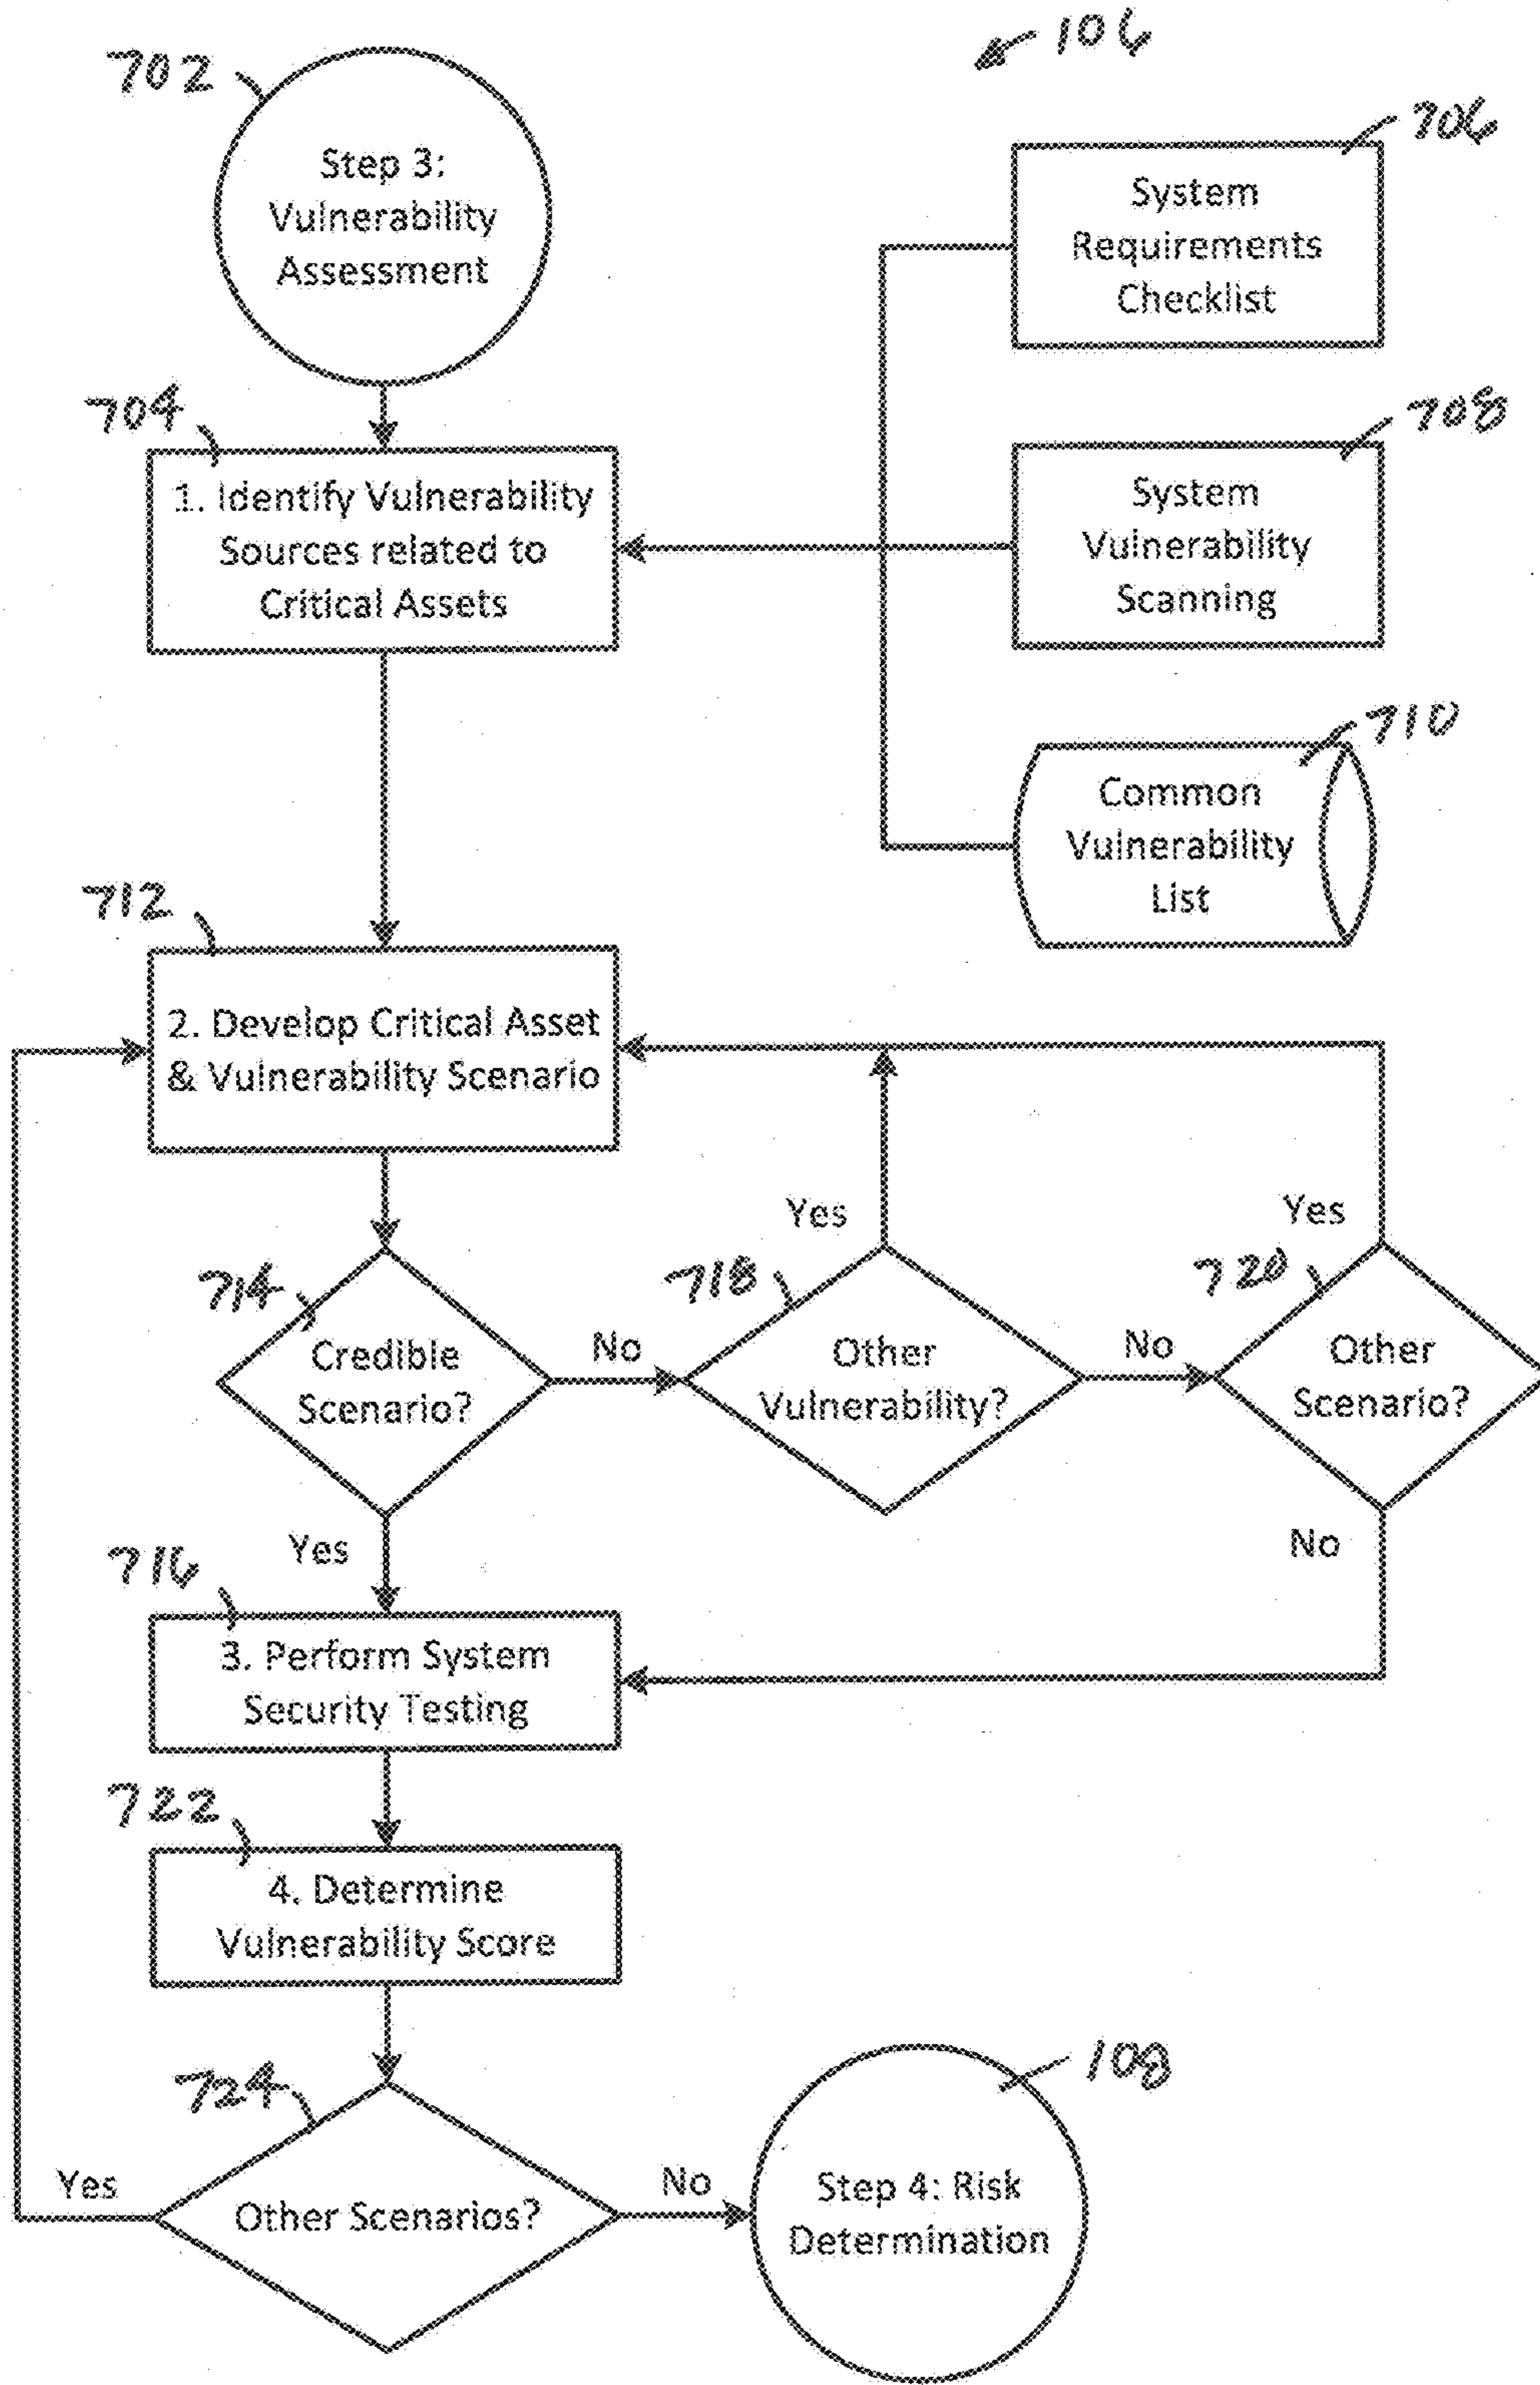 106
702
Step 3:
Vulnerability
Assessment
706
System
Requirements
Checklist
704
1. Identify Vulnerability
Sources related to
Critical Assets
708
System
Vulnerability
Scanning
710
Common
Vulnerability
List
712
2. Develop Critical Asset
& Vulnerability Scenario
714
Credible
Scenario?
No
Yes
718
Other
Vulnerability?
No
Yes
720
Other
Scenario?
No
Yes
716
3. Perform System
Security Testing
722
4. Determine
Vulnerability Score
724
Other Scenarios?
Yes
No
108
Step 4: Risk
Determination